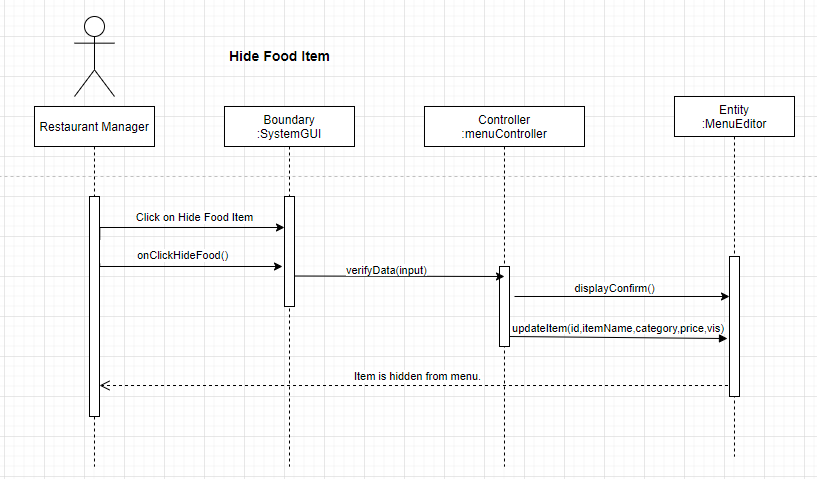 Hide Food Item
Restaurant Manager
Boundary
:SystemGUI
Controller
:menuController
Entity
:MenuEditor
Click on Hide Food Item
onClickHideFood()
verifyData(input)
displayConfirm()
updateItem(id,itemName,category,price,vis)
Item is hidden from menu.